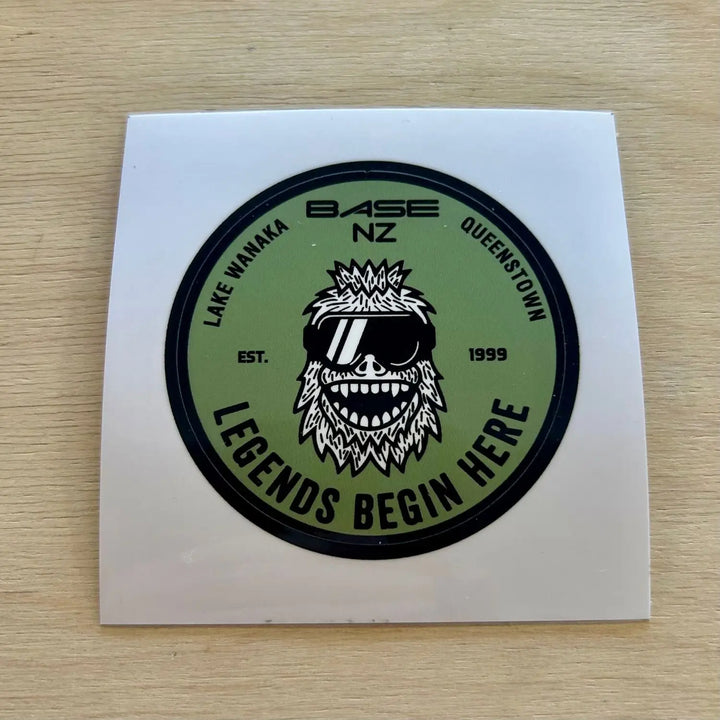 BASE
NZ
LAKE WANAKA
QUEENSTOWN
EST.
1999
LEGENDS BEGIN HERE